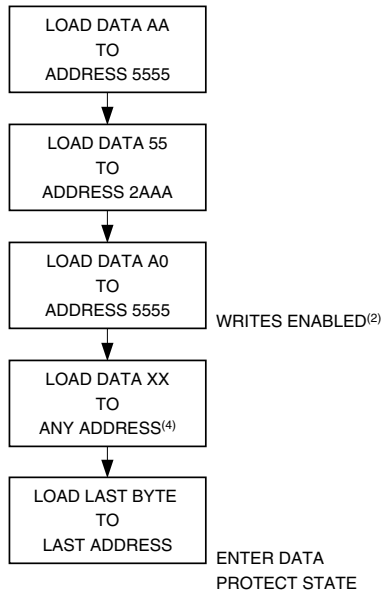 LOAD DATA AA
TO
ADDRESS 5555
LOAD DATA 55
TO
ADDRESS 2AAA
LOAD DATA A0
TO
ADDRESS 5555
WRITES ENABLED(2)
LOAD DATA XX
TO
ANY ADDRESS(4)
LOAD LAST BYTE
TO
LAST ADDRESS
ENTER DATA
PROTECT STATE